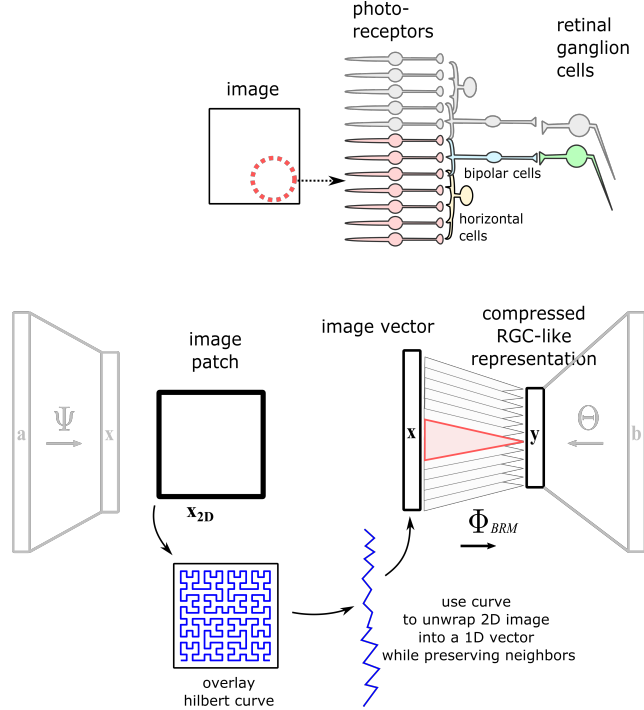 photo-
receptors
retinal
ganglion
cells
image
bipolar cells
horizontal
cells
image
patch
image vector
compressed
RGC-like
representation
a
Ψ
x
x
y
Θ
b
x2D
ΦBRM
use curve
to unwrap 2D image
into a 1D vector
while preserving neighbors
overlay
hilbert curve